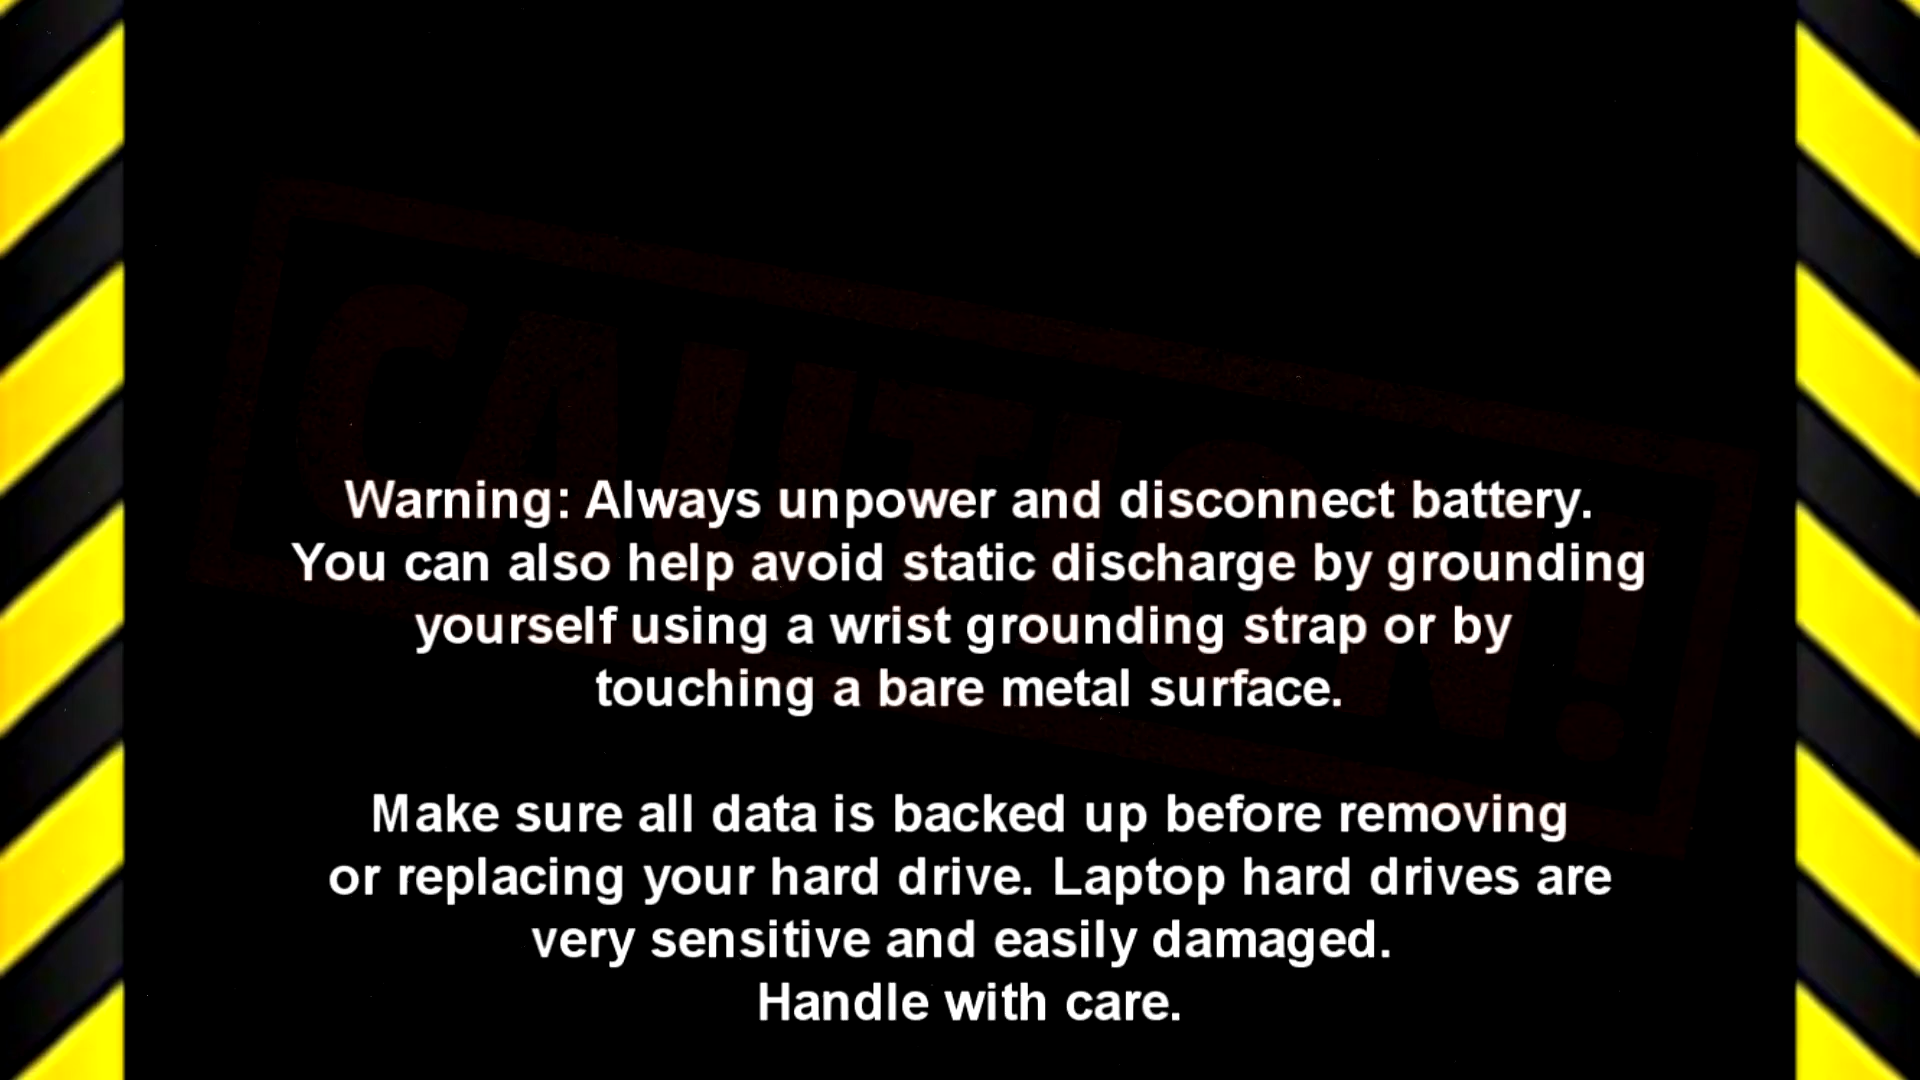 CAUTION!
Warning: Always unpower and disconnect battery.
You can also help avoid static discharge by grounding
yourself using a wrist grounding strap or by
touching a bare metal surface.
Make sure all data is backed up before removing
or replacing your hard drive. Laptop hard drives are
very sensitive and easily damaged.
Handle with care.